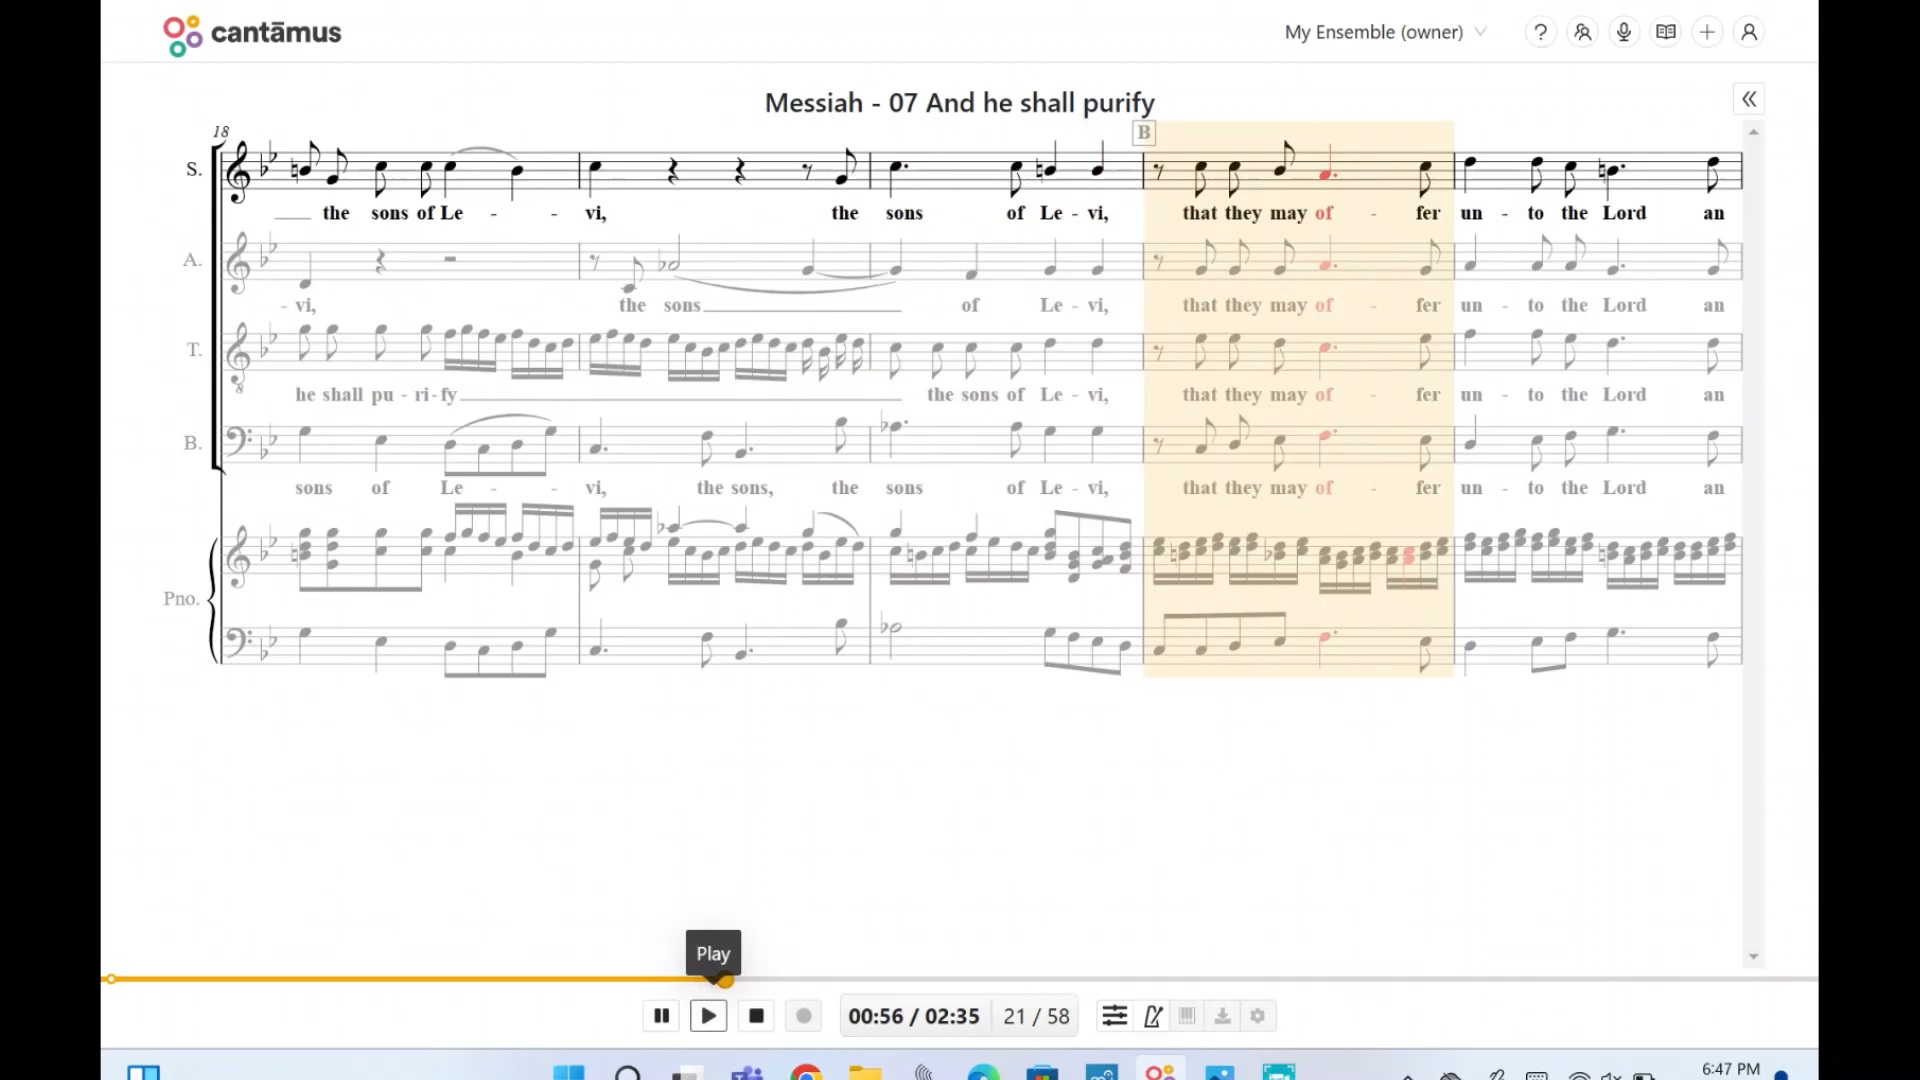 cantāmus
My Ensemble (owner)
Messiah - 07 And he shall purify
18
B
S.
the sons of Le - - vi, the sons of Le - vi, that they may of - fer un - to the Lord an
A.
- vi, the sons of Le - vi, that they may of - fer un - to the Lord an
T.
8
he shall pu - ri - fy the sons of Le - vi, that they may of - fer un - to the Lord an
B.
sons of Le - - vi, the sons, the sons of Le - vi, that they may of - fer un - to the Lord an
Pno.
Play
00:56 / 02:35 21 / 58
6:47 PM